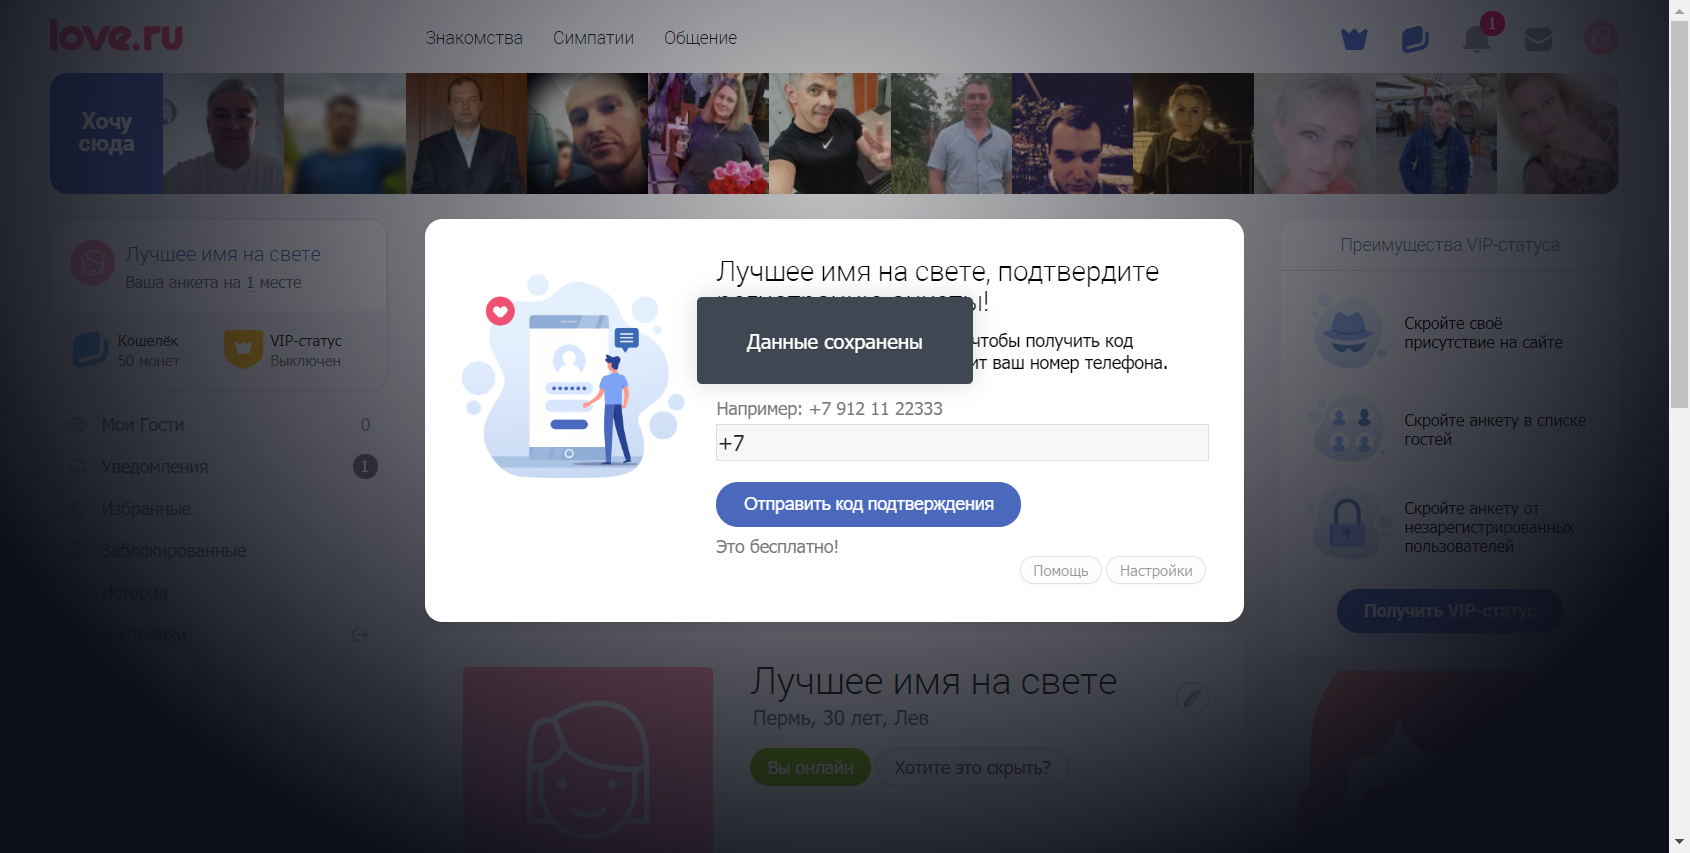 love.ru
Знакомства Симпатии Общение
1
Хочу
сюда
Лучшее имя на свете
Ваша анкета на 1 месте
Кошелёк
50 монет
VIP-статус
Выключен
Мои Гости 0
Уведомления 1
Избранные
Заблокированные
История
Настройки
Лучшее имя на свете, подтвердите
ы!
Данные сохранены
чтобы получить код
ит ваш номер телефона.
Например: +7 912 11 22333
+7
Отправить код подтверждения
Это бесплатно!
Помощь Настройки
Лучшее имя на свете
Пермь, 30 лет, Лев
Вы онлайн Хотите это скрыть?
Преимущества VIP-статуса
Скройте своё
присутствие на сайте
Скройте анкету в списке
гостей
Скройте анкету от
незарегистрированных
пользователей
Получить VIP-статус